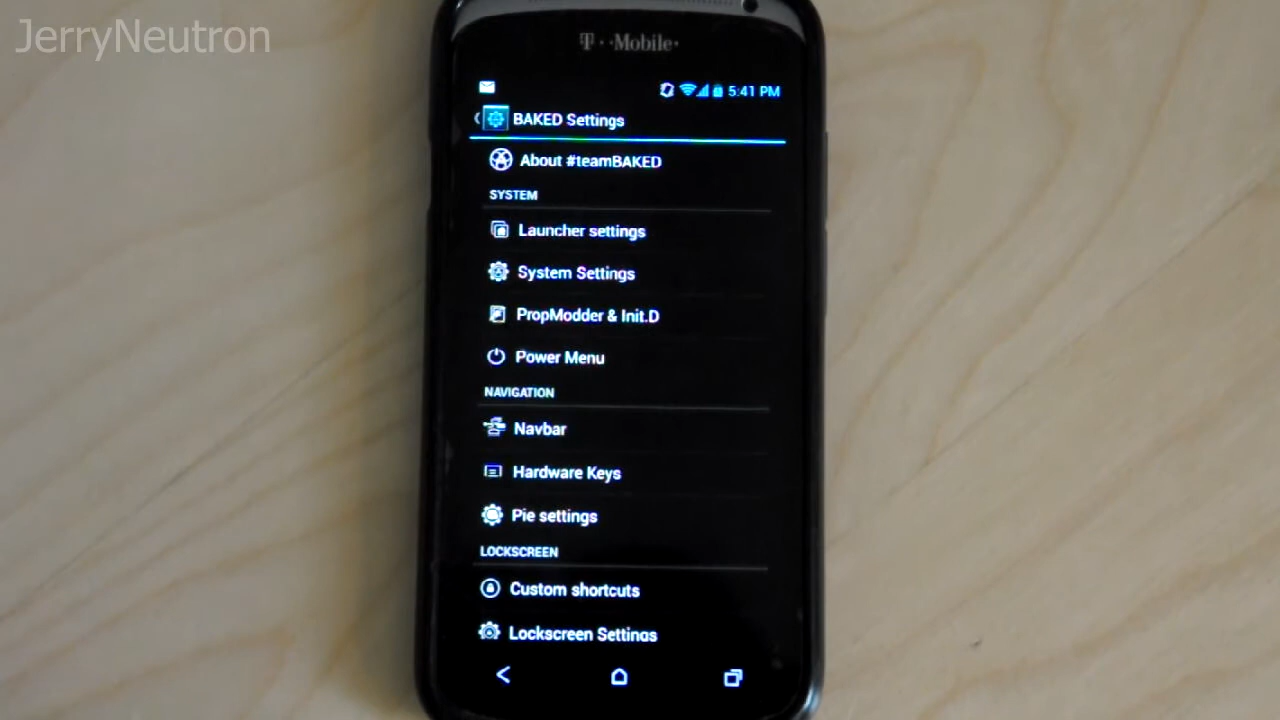 JerryNeutron
T··Mobile·
5:41 PM
BAKED Settings
About #teamBAKED
SYSTEM
Launcher settings
System Settings
PropModder & Init.D
Power Menu
NAVIGATION
Navbar
Hardware Keys
Pie settings
LOCKSCREEN
Custom shortcuts
Lockscreen Settings